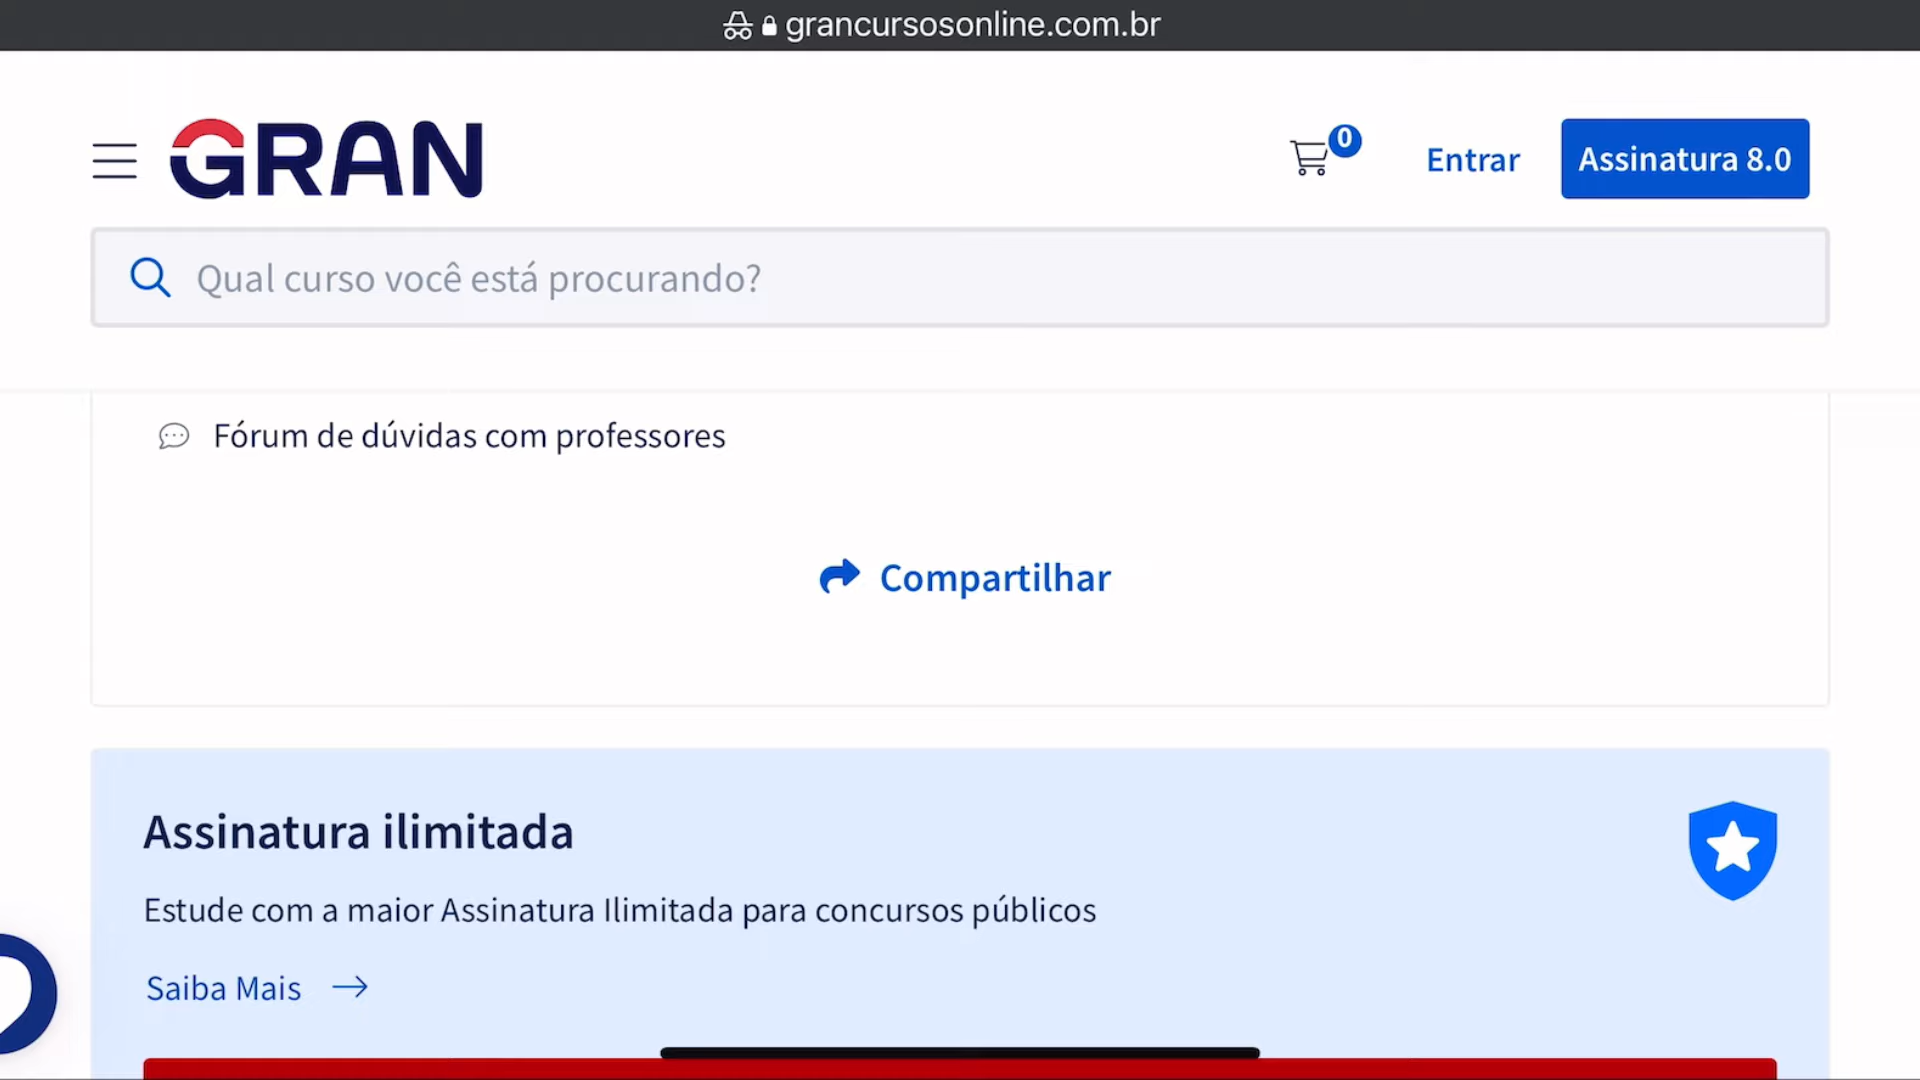 grancursosonline.com.br
GRAN
0
Entrar
Assinatura 8.0
Qual curso você está procurando?
Fórum de dúvidas com professores
Compartilhar
Assinatura ilimitada
Estude com a maior Assinatura Ilimitada para concursos públicos
Saiba Mais